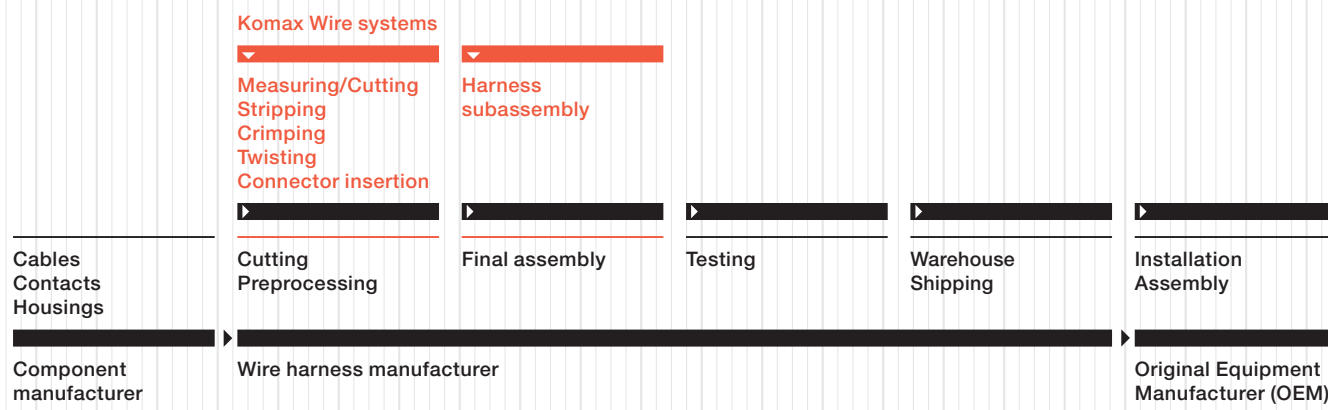 Komax Wire systems
Measuring/Cutting
Stripping
Crimping
Twisting
Connector insertion
Harness
subassembly
Cables
Contacts
Housings
Cutting
Preprocessing
Final assembly
Testing
Warehouse
Shipping
Installation
Assembly
Component
manufacturer
Wire harness manufacturer
Original Equipment
Manufacturer (OEM)